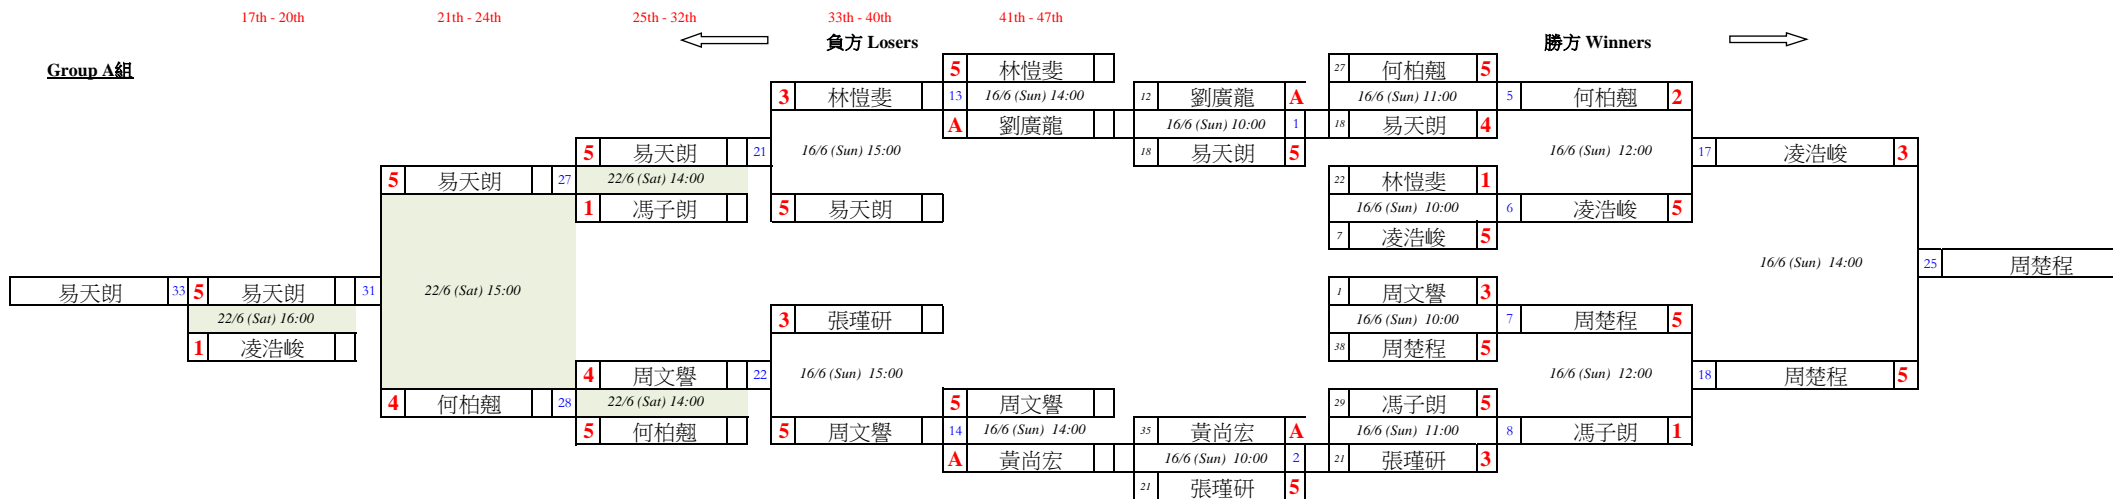 17th - 20th 21st - 24th 25th - 32th 33th - 40th 41th - 47th
負方 Losers 勝方 Winners
Group A組
5 林愷斐 27 何柏翹 5
3 林愷斐 13 16/6 (Sun) 14:00 12 劉廣龍 A 16/6 (Sun) 11:00 5 何柏翹 2
A 劉廣龍 16/6 (Sun) 10:00 1 18 易天朗 4
5 易天朗 21 16/6 (Sun) 15:00 18 易天朗 5 16/6 (Sun) 12:00 17 凌浩峻 3
5 易天朗 27 22/6 (Sat) 14:00 22 林愷斐 1
1 馮子朗 5 易天朗 16/6 (Sun) 10:00 6 凌浩峻 5
7 凌浩峻 5
16/6 (Sun) 14:00 25 周楚程
易天朗 33 5 易天朗 31 22/6 (Sat) 15:00 1 周文謦 3
22/6 (Sat) 16:00 3 張瑾研 16/6 (Sun) 10:00 7 周楚程 5
1 凌浩峻 38 周楚程 5
4 周文謦 22 16/6 (Sun) 15:00 16/6 (Sun) 12:00 18 周楚程 5
4 何柏翹 28 22/6 (Sat) 14:00 5 周文謦 29 馮子朗 5
5 何柏翹 5 周文謦 14 16/6 (Sun) 14:00 35 黃尚宏 A 16/6 (Sun) 11:00 8 馮子朗 1
A 黃尚宏 16/6 (Sun) 10:00 2 21 張瑾研 3
21 張瑾研 5